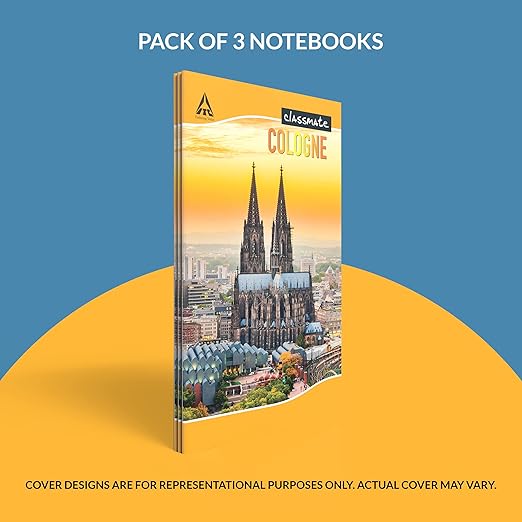 PACK OF 3 NOTEBOOKS
classmate
COLOGNE
COVER DESIGNS ARE FOR REPRESENTATIONAL PURPOSES ONLY. ACTUAL COVER MAY VARY.